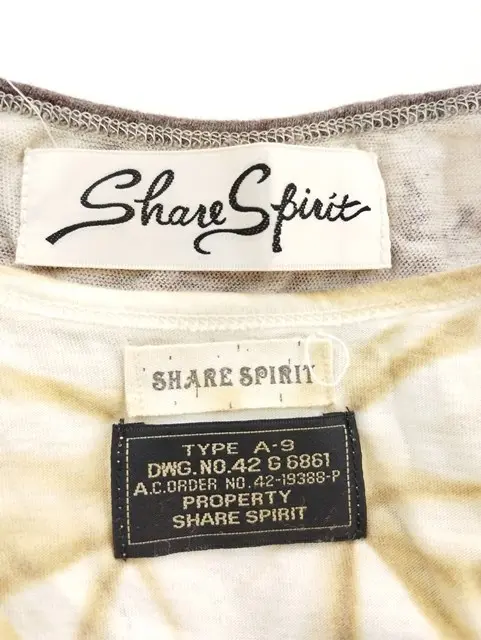 Share Spirit
SHARE SPIRIT
TYPE A-9
DWG. NO. 42 G 6861
A.C. ORDER NO. 42-19388-P
PROPERTY
SHARE SPIRIT